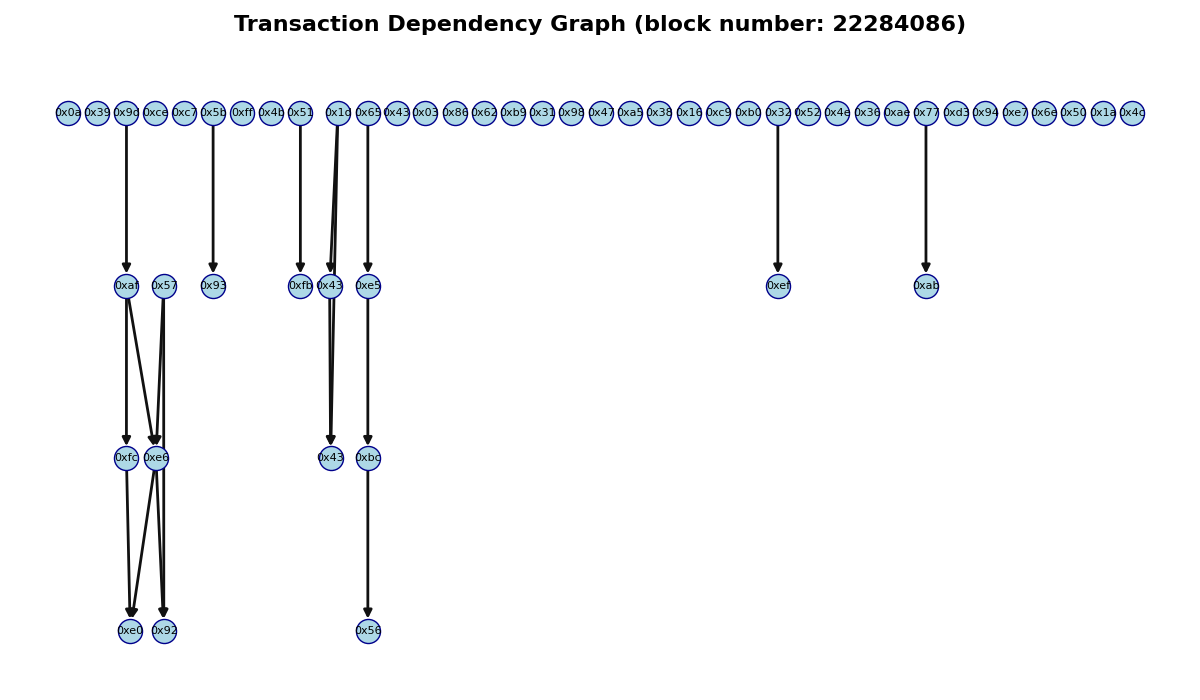 Transaction Dependency Graph (block number: 22284086)
0x0a 0x39 0x9d 0xce 0xc7 0x5b 0xff 0x4b 0x51 0x1d 0x65 0x43 0x03 0x86 0x62 0xb9 0x31 0x98 0x47 0xa5 0x38 0x16 0xc9 0xb0 0x32 0x52 0x4e 0x36 0xae 0x77 0xd3 0x94 0xe7 0x6e 0x50 0x1a 0x4c
0xaf 0x57 0x93 0xfb 0x43 0xe5 0xef 0xab
0xfc 0xe6 0x43 0xbc
0xe0 0x92 0x56